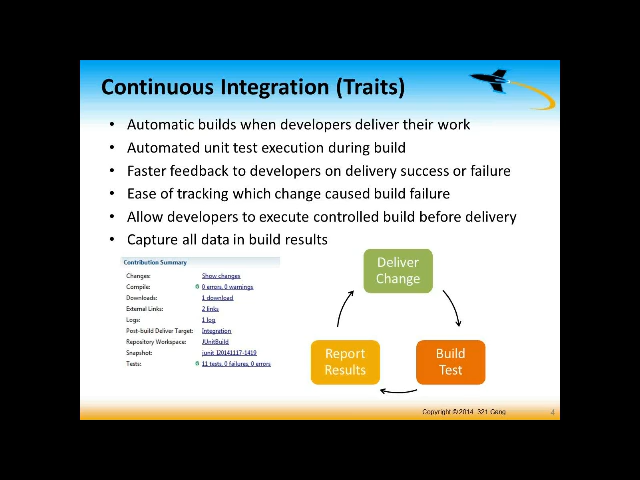 Continuous Integration (Traits)
• Automatic builds when developers deliver their work
• Automated unit test execution during build
• Faster feedback to developers on delivery success or failure
• Ease of tracking which change caused build failure
• Allow developers to execute controlled build before delivery
• Capture all data in build results
Contribution Summary
Changes: Show changes
Compile: 0 errors, 0 warnings
Downloads: 1 download
External Links: 2 links
Logs: 1 log
Post-build Deliver Target: Integration
Repository Workspace: JUnitBuild
Snapshot: junit_I20141117-1419
Tests: 11 tests, 0 failures, 0 errors
Deliver
Change
Build
Test
Report
Results
Copyright © 2014 321 Gang
4